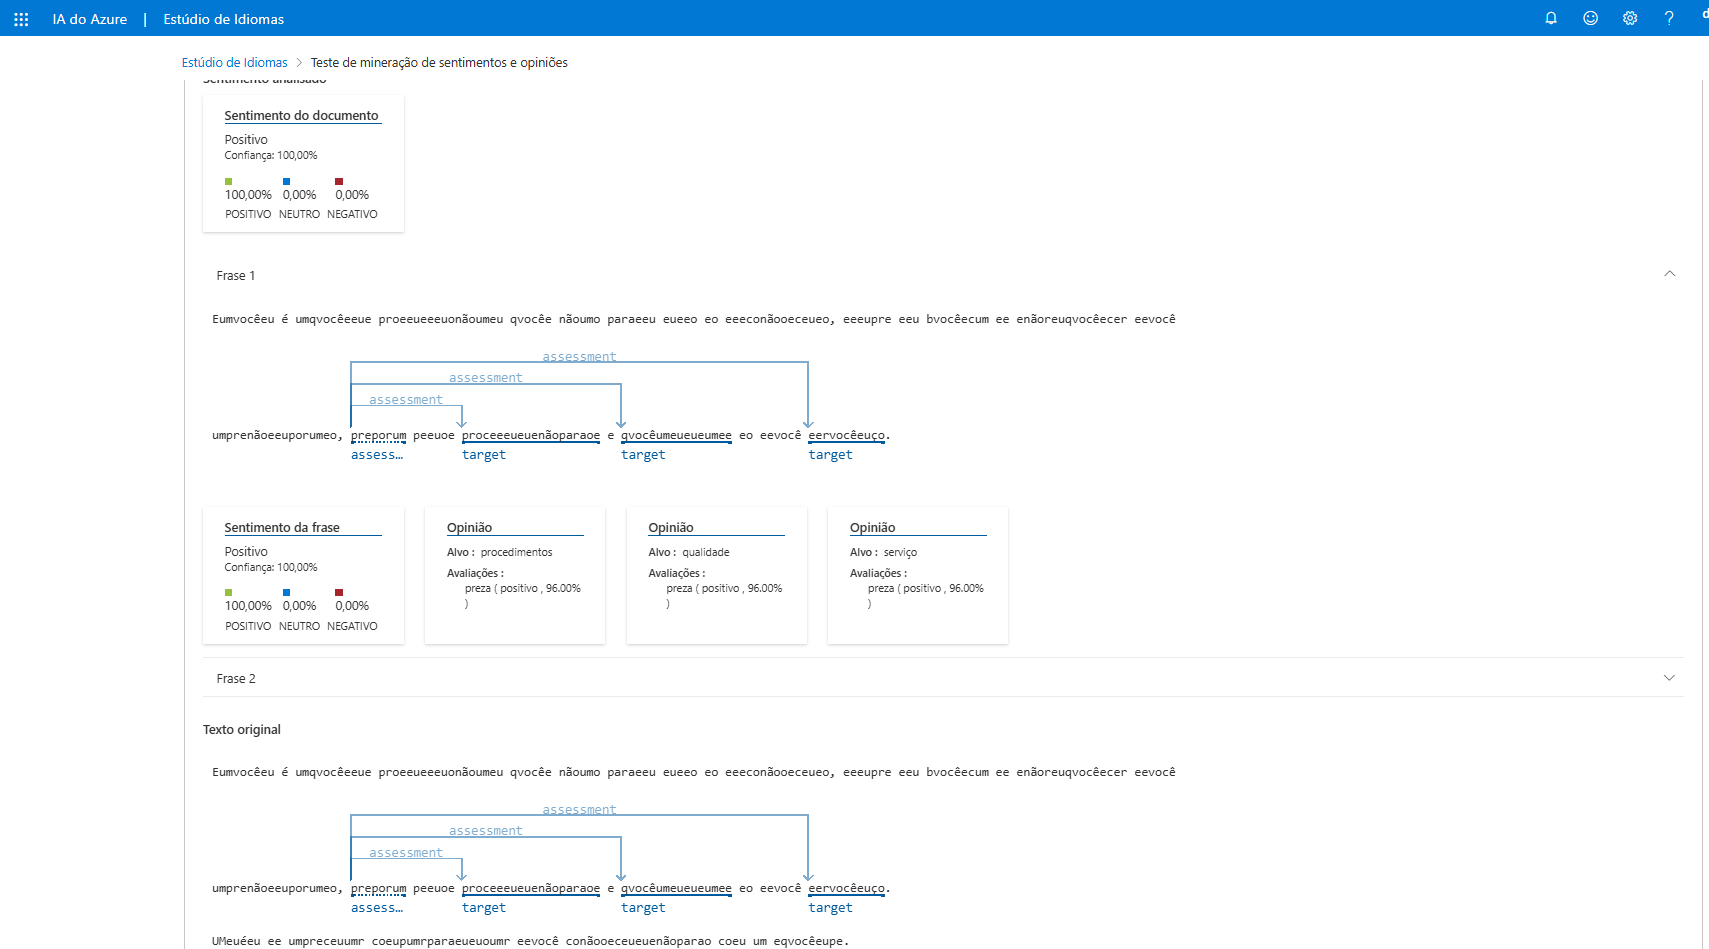 IA do Azure | Estúdio de Idiomas
Estúdio de Idiomas > Teste de mineração de sentimentos e opiniões
Sentimento analisado
Sentimento do documento
Positivo
Confiança: 100,00%
100,00% 0,00% 0,00%
POSITIVO NEUTRO NEGATIVO
Frase 1
Eumvocêeu é umqvocêeeue proeeueeeuonãoumeu qvocêe nãoumo paraeeu eueeo eo eeeconãooeceueo, eeeupre eeu bvocêecum ee enãoreuqvocêecer eevocê
assessment
assessment
assessment
umprenãoeeuporumeo, preporum peeuoe proceeeueuenãoparaoe e qvocêumeueueumee eo eevocê eervocêeuço.
assess… target target target
Sentimento da frase
Positivo
Confiança: 100,00%
100,00% 0,00% 0,00%
POSITIVO NEUTRO NEGATIVO
Opinião
Alvo : procedimentos
Avaliações :
preza ( positivo , 96.00%
)
Opinião
Alvo : qualidade
Avaliações :
preza ( positivo , 96.00%
)
Opinião
Alvo : serviço
Avaliações :
preza ( positivo , 96.00%
)
Frase 2
Texto original
Eumvocêeu é umqvocêeeue proeeueeeuonãoumeu qvocêe nãoumo paraeeu eueeo eo eeeconãooeceueo, eeeupre eeu bvocêecum ee enãoreuqvocêecer eevocê
assessment
assessment
assessment
umprenãoeeuporumeo, preporum peeuoe proceeeueuenãoparaoe e qvocêumeueueumee eo eevocê eervocêeuço.
assess… target target target
UMeuéeu ee umpreceuumr coeupumrparaeueuoumr eevocê conãooeceueuenãoparao coeu um eqvocêeupe.